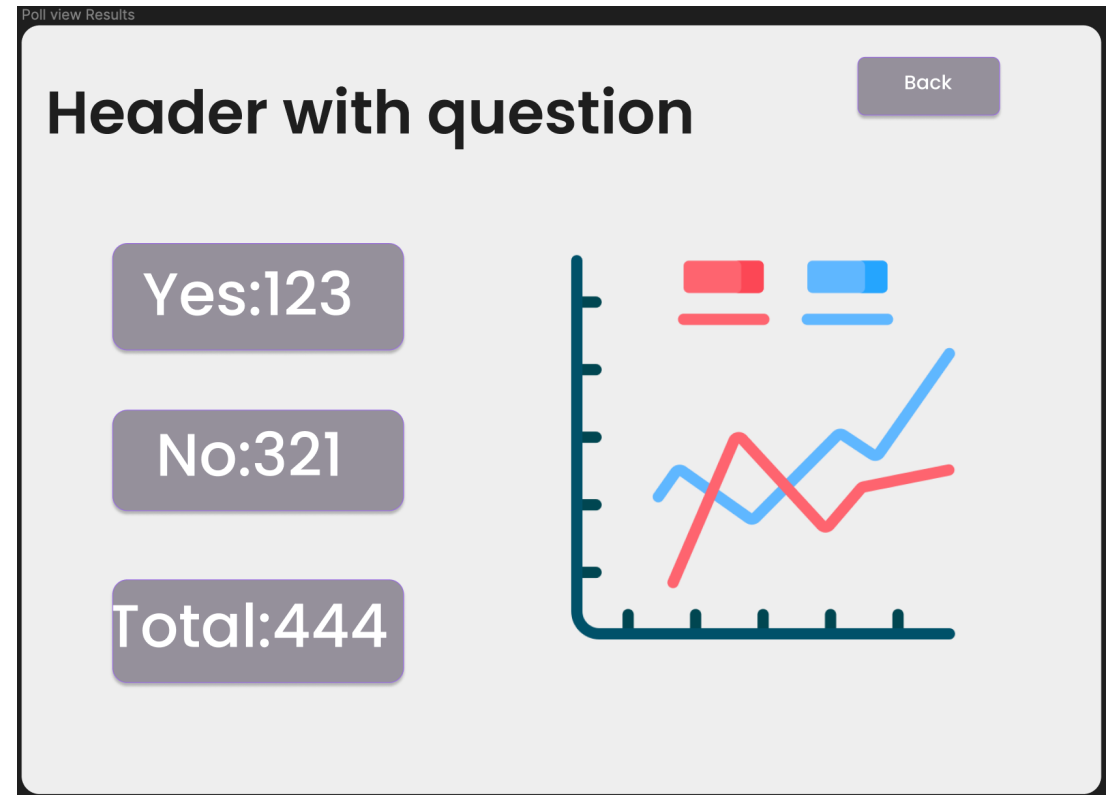 Poll view Results
Back
Header with question
Yes:123
No:321
Total:444